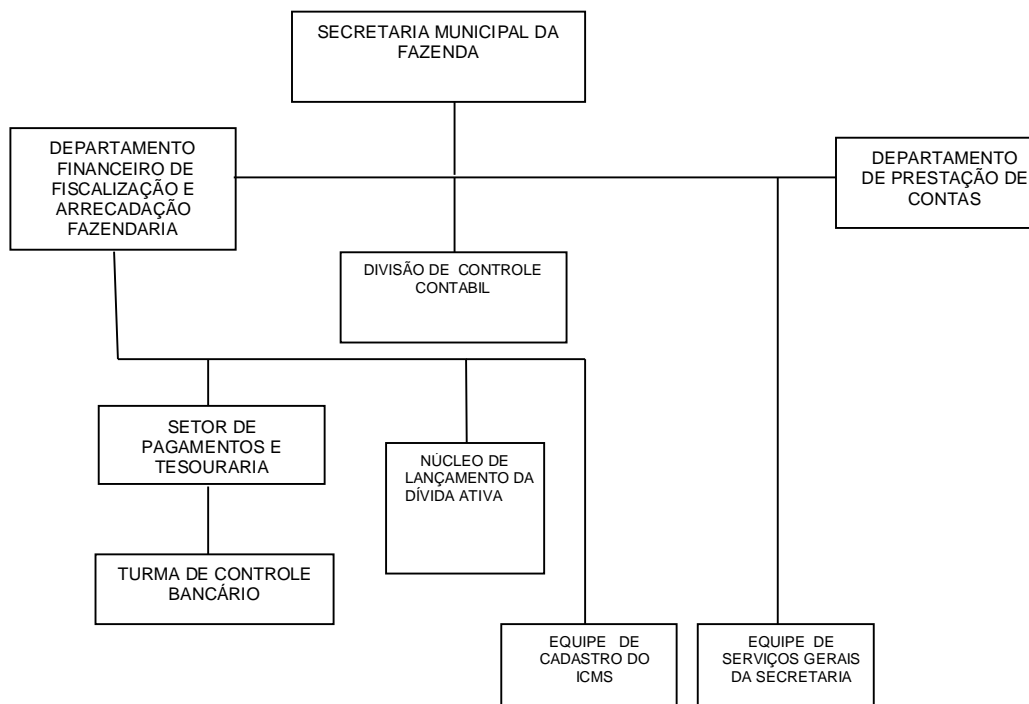 SECRETARIA MUNICIPAL DA
FAZENDA
DEPARTAMENTO
FINANCEIRO DE
FISCALIZAÇÃO E
ARRECADAÇÃO
FAZENDARIA
DEPARTAMENTO
DE PRESTAÇÃO DE
CONTAS
DIVISÃO DE CONTROLE
CONTABIL
SETOR DE
PAGAMENTOS E
TESOURARIA
NÚCLEO DE
LANÇAMENTO DA
DÍVIDA ATIVA
TURMA DE CONTROLE
BANCÁRIO
EQUIPE DE
CADASTRO DO
ICMS
EQUIPE DE
SERVIÇOS GERAIS
DA SECRETARIA